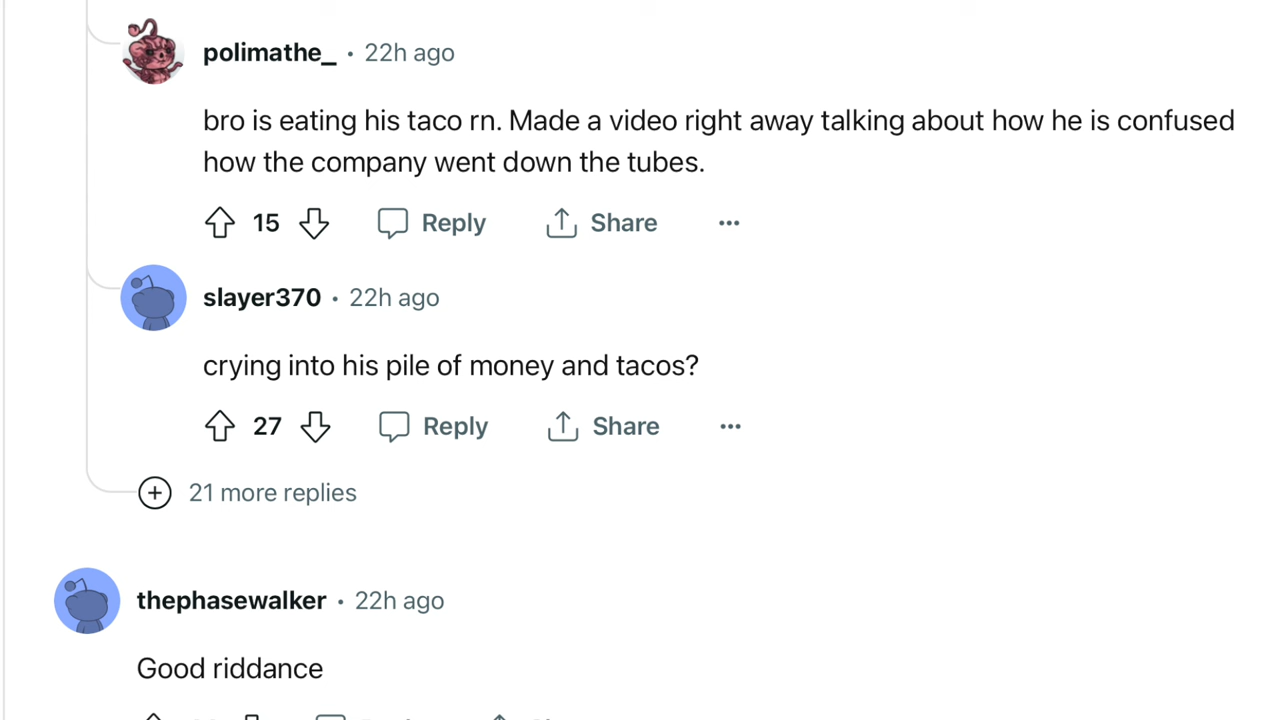 polimathe_ • 22h ago
bro is eating his taco rn. Made a video right away talking about how he is confused
how the company went down the tubes.
15 Reply Share ...
slayer370 • 22h ago
crying into his pile of money and tacos?
27 Reply Share ...
21 more replies
thephasewalker • 22h ago
Good riddance